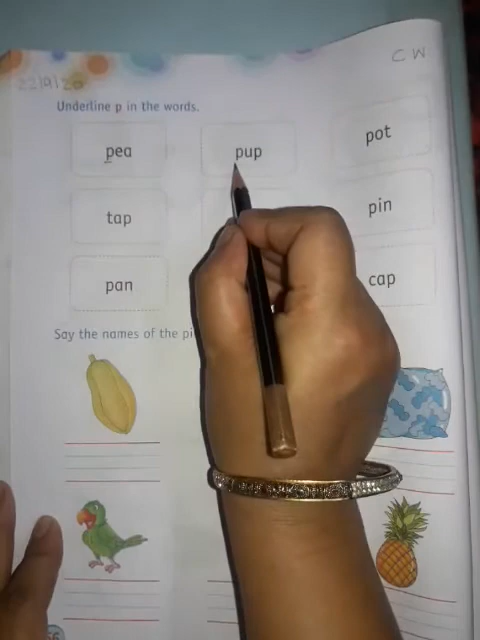 CW
22/9/20
Underline p in the words.
pea pup pot
tap pin
pan cap
Say the names of the